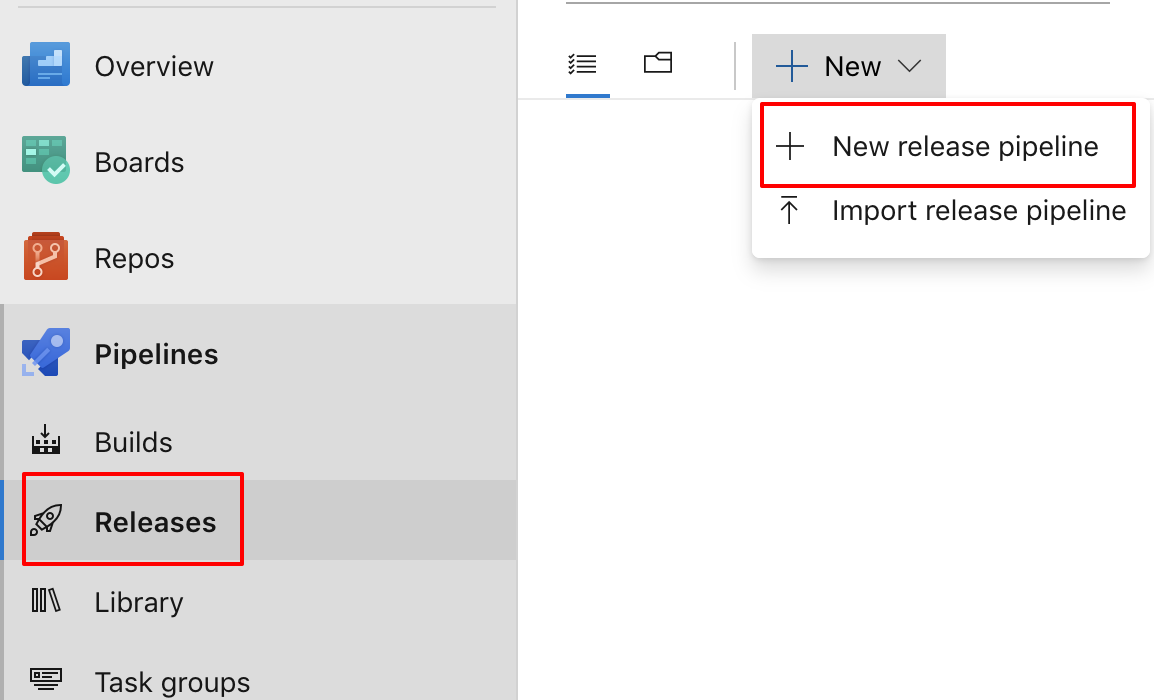 Overview
Boards
Repos
Pipelines
Builds
Releases
Library
Task groups
New
New release pipeline
Import release pipeline